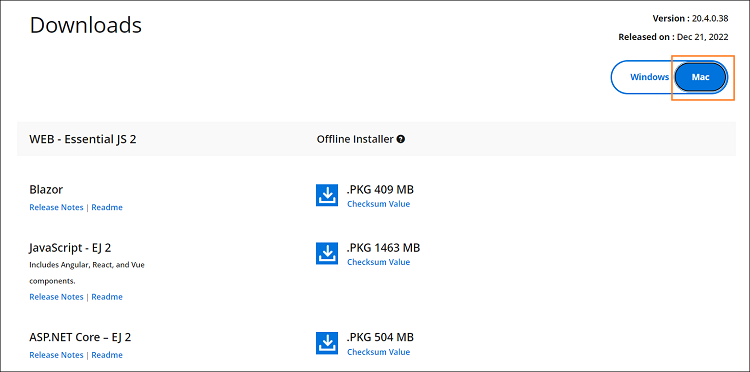 Downloads
Version : 20.4.0.38
Released on : Dec 21, 2022
Windows Mac
WEB - Essential JS 2 Offline Installer ?
Blazor .PKG 409 MB
Release Notes | Readme Checksum Value
JavaScript - EJ 2 .PKG 1463 MB
Includes Angular, React, and Vue Checksum Value
components.
Release Notes | Readme
ASP.NET Core – EJ 2 .PKG 504 MB
Release Notes | Readme Checksum Value